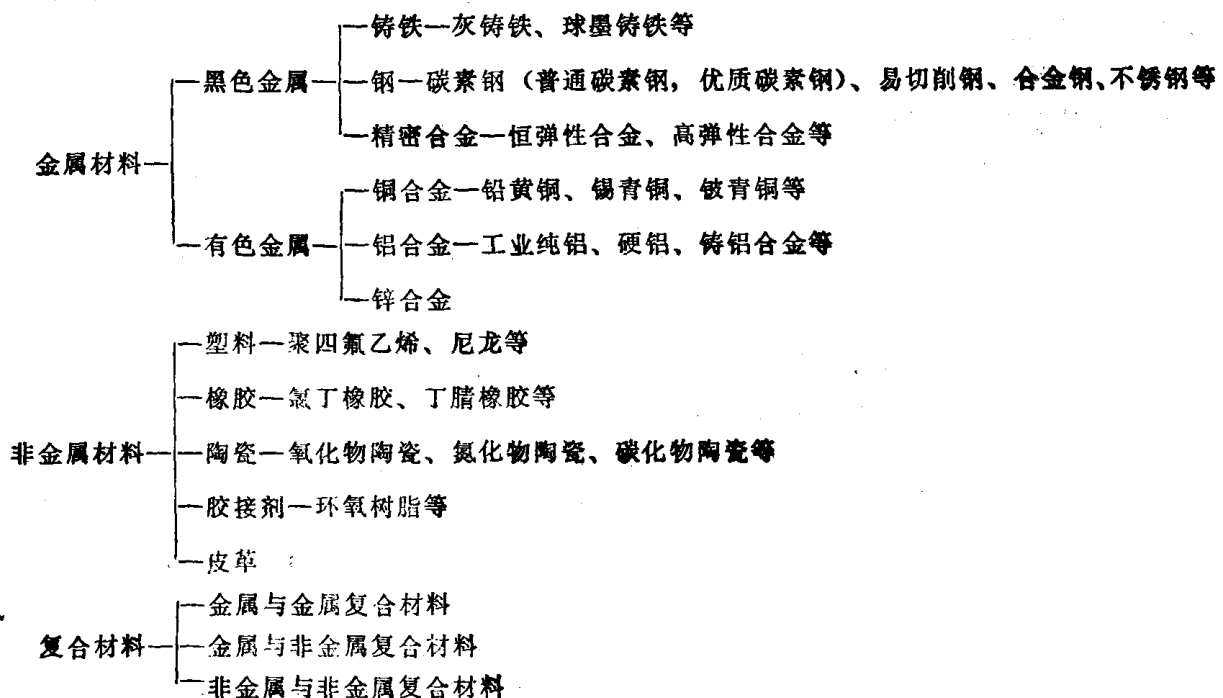 铸铁—灰铸铁、球墨铸铁等
黑色金属
钢—碳素钢（普通碳素钢，优质碳素钢）、易切削钢、合金钢、不锈钢等
精密合金—恒弹性合金、高弹性合金等
金属材料
铜合金—铅黄铜、锡青铜、铍青铜等
有色金属
铝合金—工业纯铝、硬铝、铸铝合金等
锌合金
塑料—聚四氟乙烯、尼龙等
橡胶—氯丁橡胶、丁腈橡胶等
非金属材料
陶瓷—氧化物陶瓷、氮化物陶瓷、碳化物陶瓷等
胶接剂—环氧树脂等
皮革
金属与金属复合材料
复合材料
金属与非金属复合材料
非金属与非金属复合材料